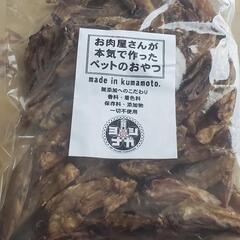 お肉屋さんが
本気で作った
ペットのおやつ
made in kumamoto.
無添加へのこだわり
香料・着色料
保存料・添加物
一切不使用